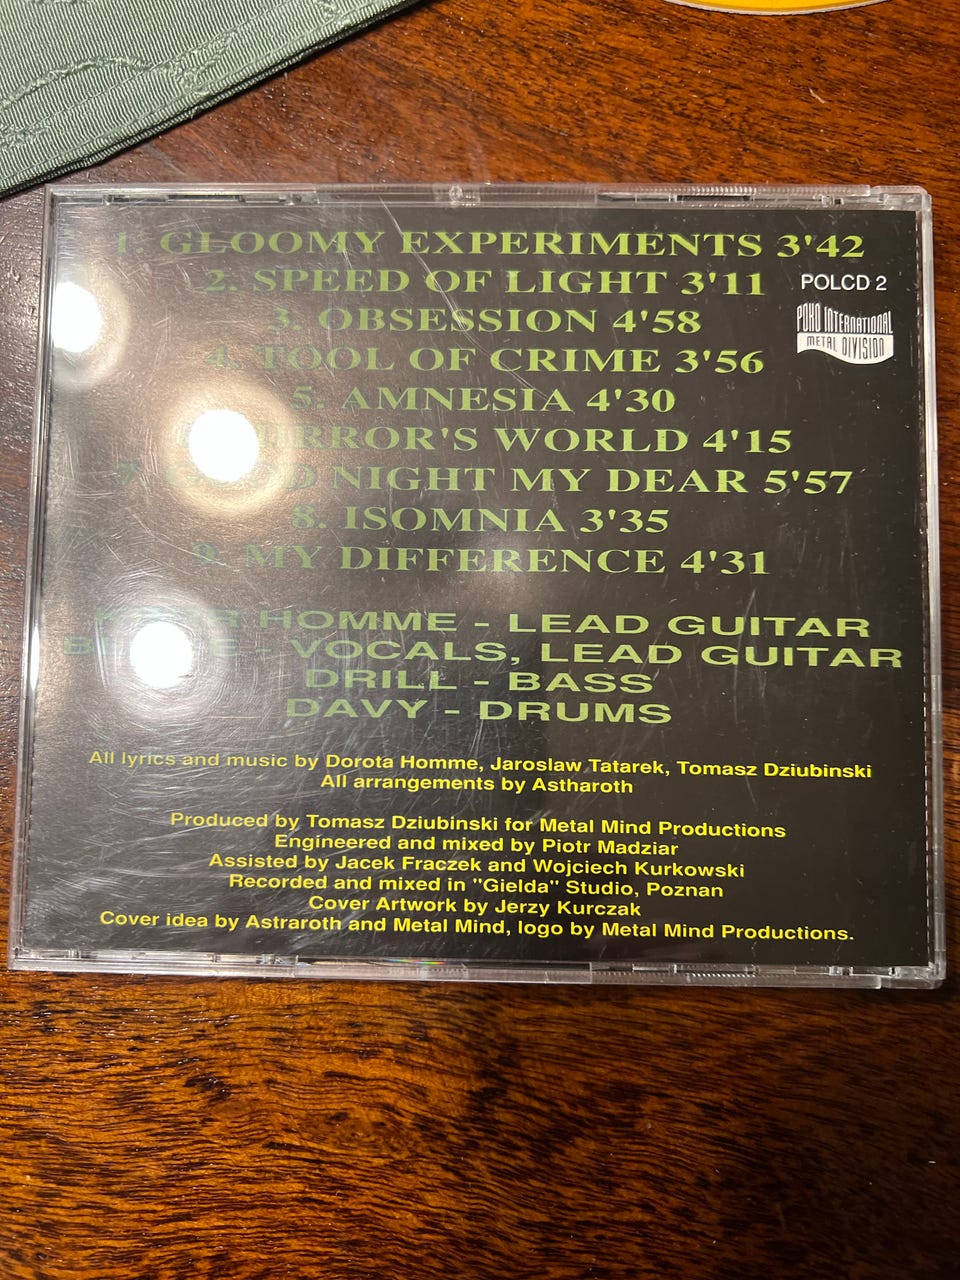 1. GLOOMY EXPERIMENTS 3'42
2. SPEED OF LIGHT 3'11
POLCD 2
3. OBSESSION 4'58
POKO INTERNATIONAL
METAL DIVISION
4. TOOL OF CRIME 3'56
5. AMNESIA 4'30
WORLD 4'15
7. NIGHT MY DEAR 5'57
8. ISOMNIA 3'35
9. MY DIFFERENCE 4'31
HOMME - LEAD GUITAR
- VOCALS, LEAD GUITAR
DRILL - BASS
DAVY - DRUMS
All lyrics and music by Dorota Homme, Jaroslaw Tatarek, Tomasz Dziubinski
All arrangements by Astharoth
Produced by Tomasz Dziubinski for Metal Mind Productions
Engineered and mixed by Piotr Madziar
Assisted by Jacek Fraczek and Wojciech Kurkowski
Recorded and mixed in "Gielda" Studio, Poznan
Cover Artwork by Jerzy Kurczak
Cover idea by Astraroth and Metal Mind, logo by Metal Mind Productions.